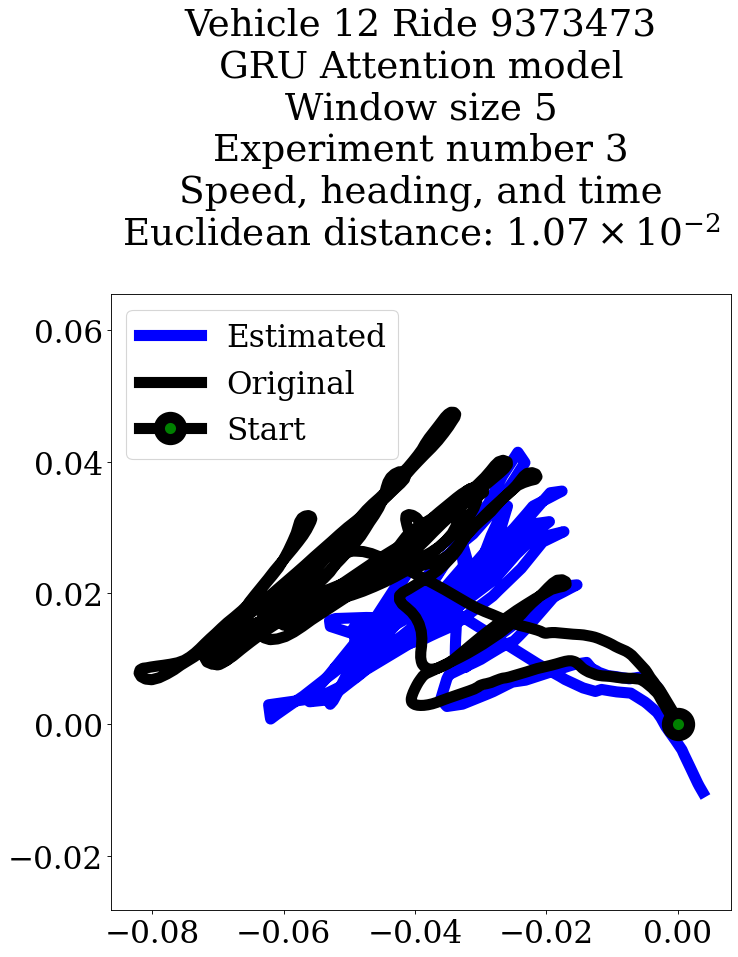 Vehicle 12 Ride 9373473
GRU Attention model
Window size 5
Experiment number 3
Speed, heading, and time
Euclidean distance: 1.07 × 10⁻²
Estimated
Original
Start
0.06
0.04
0.02
0.00
−0.02
−0.08 −0.06 −0.04 −0.02 0.00